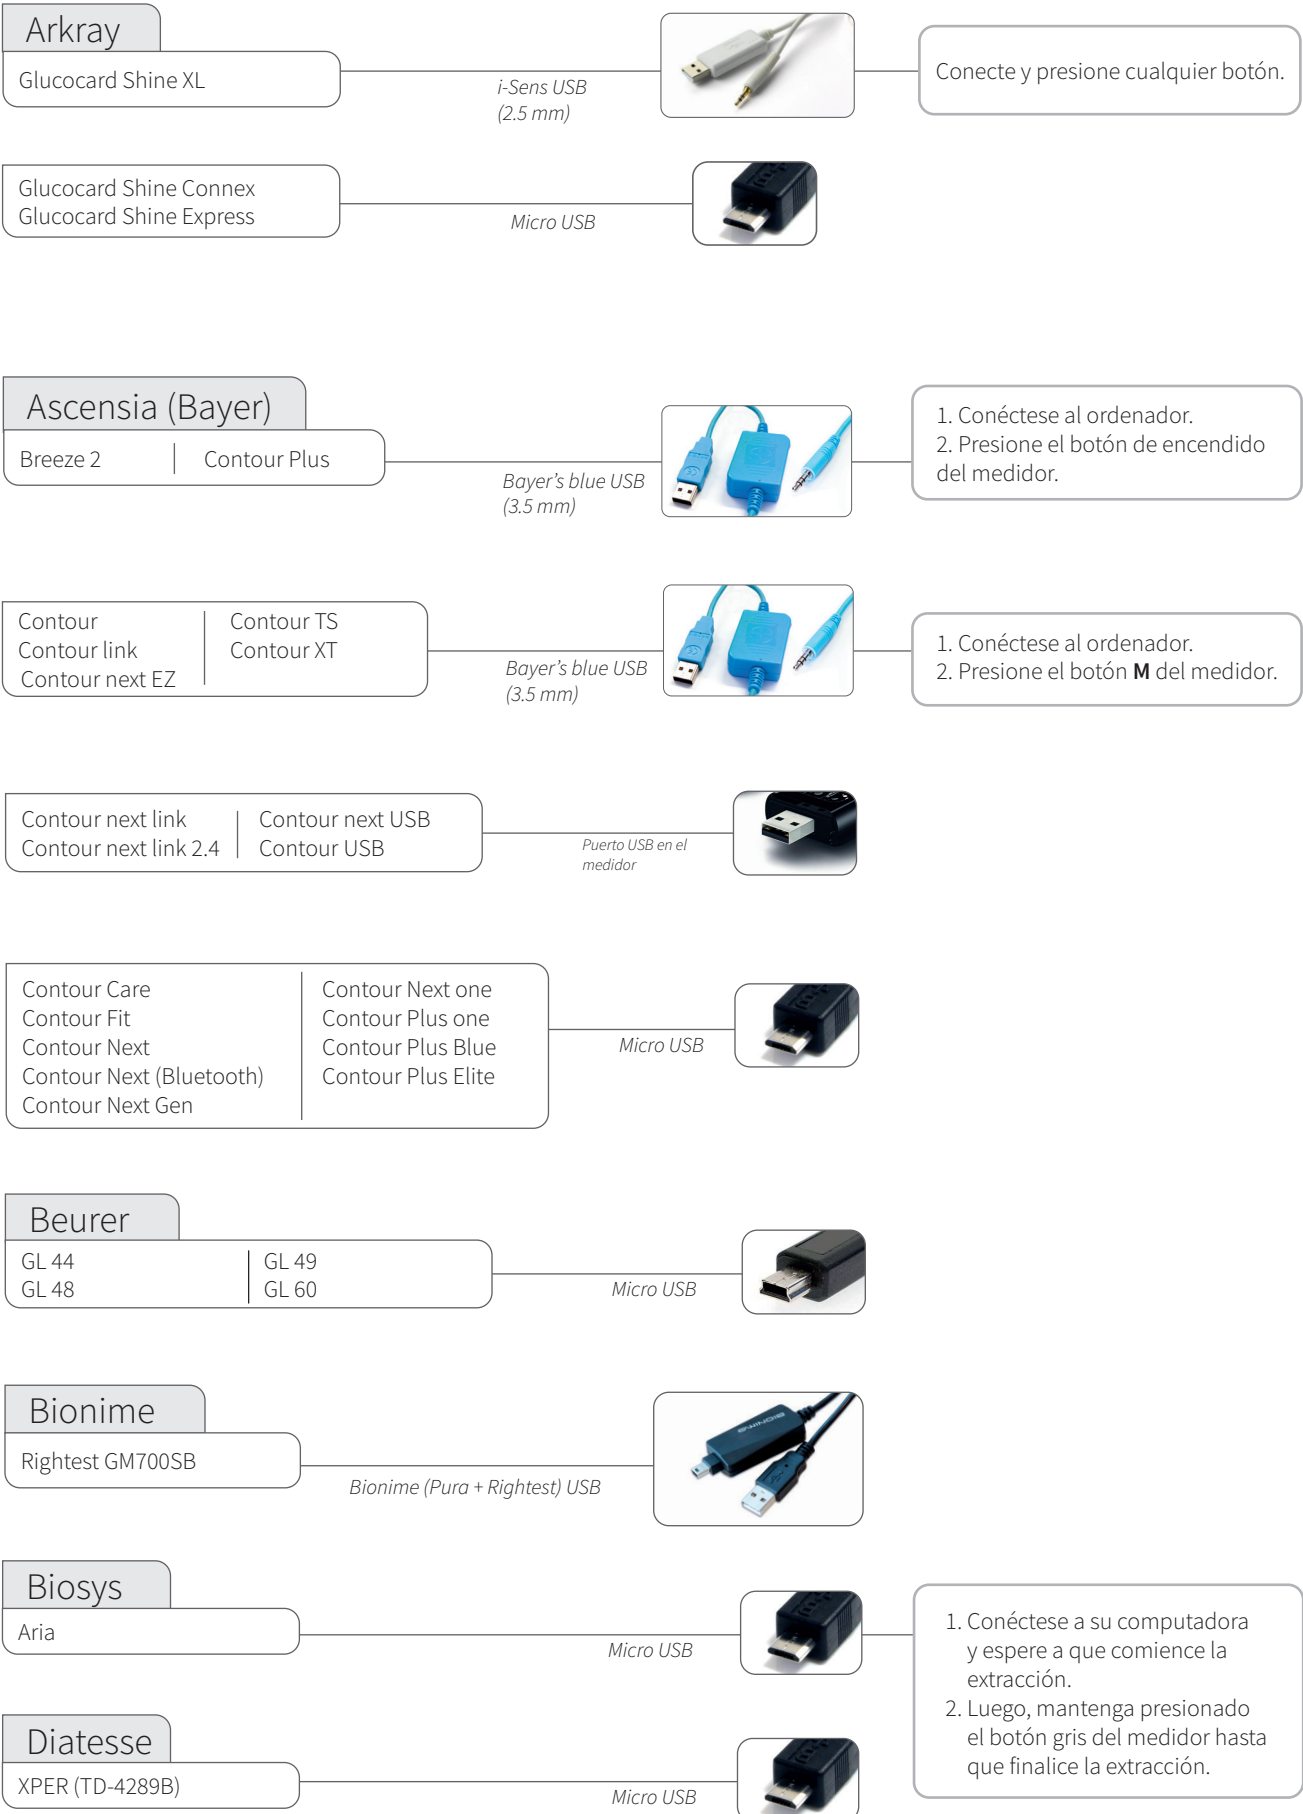 Arkray
Glucocard Shine XL
i-Sens USB
(2.5 mm)
Conecte y presione cualquier botón.
Glucocard Shine Connex
Glucocard Shine Express
Micro USB
Ascensia (Bayer)
Breeze 2
Contour Plus
Bayer's blue USB
(3.5 mm)
1. Conéctese al ordenador.
2. Presione el botón de encendido
del medidor.
Contour
Contour link
Contour next EZ
Contour TS
Contour XT
Bayer's blue USB
(3.5 mm)
1. Conéctese al ordenador.
2. Presione el botón M del medidor.
Contour next link
Contour next link 2.4
Contour next USB
Contour USB
Puerto USB en el
medidor
Contour Care
Contour Fit
Contour Next
Contour Next (Bluetooth)
Contour Next Gen
Contour Next one
Contour Plus one
Contour Plus Blue
Contour Plus Elite
Micro USB
Beurer
GL 44
GL 48
GL 49
GL 60
Micro USB
Bionime
Rightest GM700SB
Bionime (Pura + Rightest) USB
BIONIME
Biosys
Aria
Micro USB
1. Conéctese a su computadora
y espere a que comience la
extracción.
2. Luego, mantenga presionado
el botón gris del medidor hasta
que finalice la extracción.
Diatesse
XPER (TD-4289B)
Micro USB